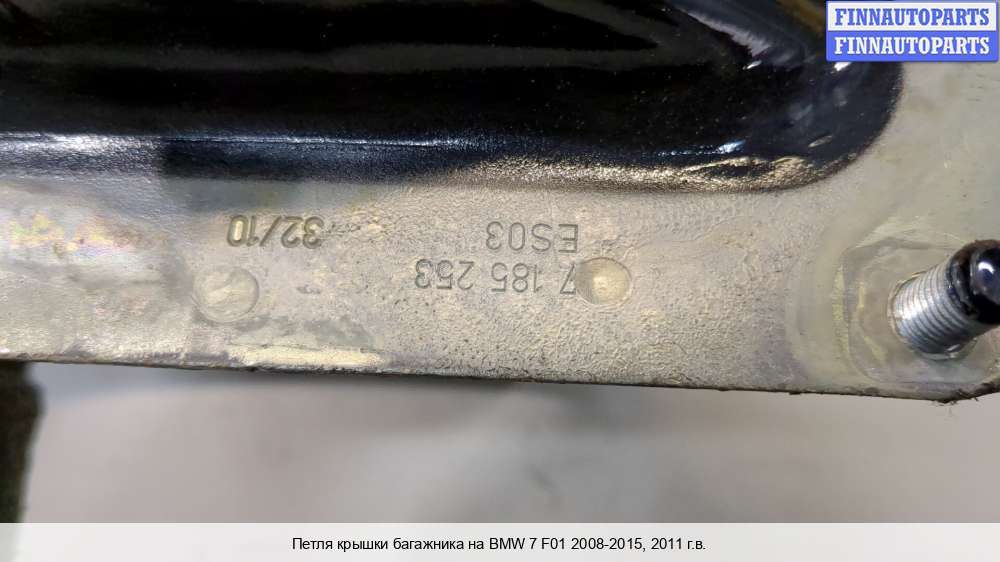 FINNAUTOPARTS
FINNAUTOPARTS
32/10
ES03
7 185 253
Петля крышки багажника на BMW 7 F01 2008-2015, 2011 г.в.